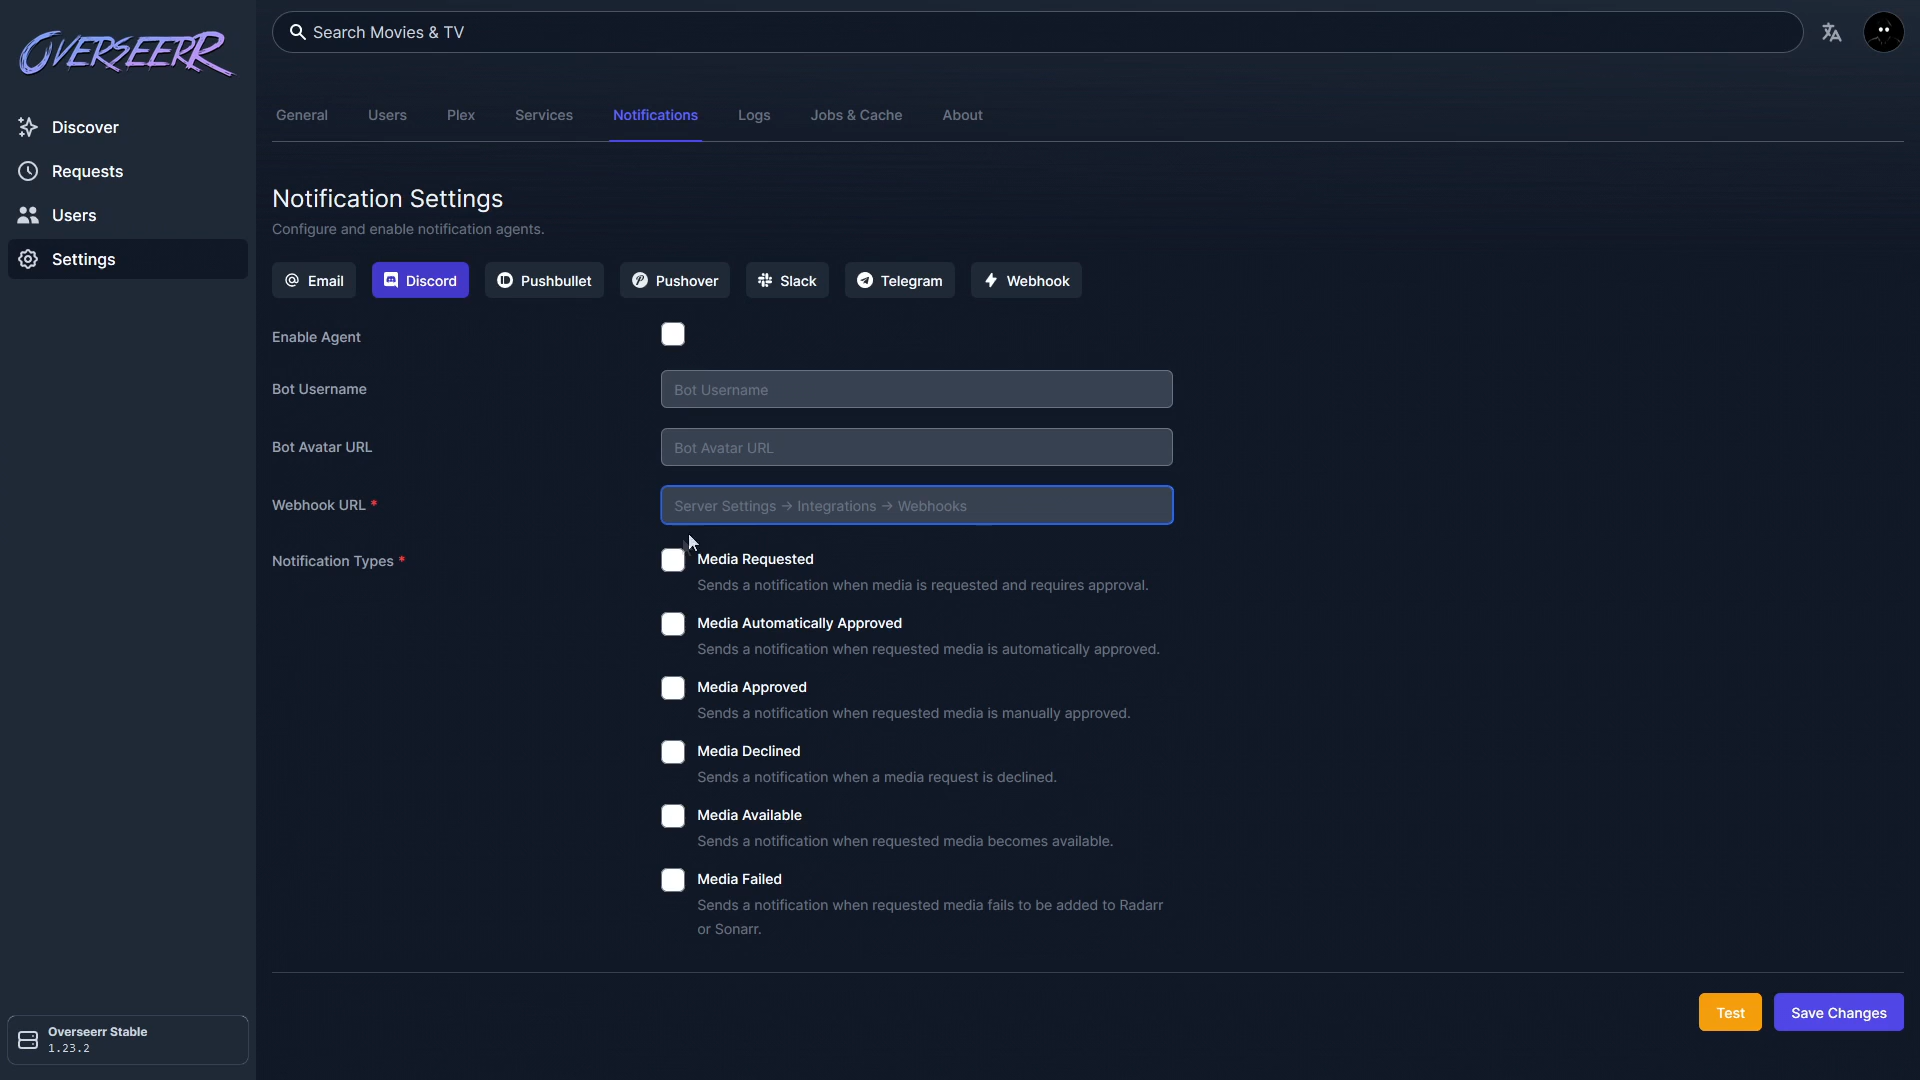 OVERSEERR
Search Movies & TV
Discover
Requests
Users
Settings
General Users Plex Services Notifications Logs Jobs & Cache About
Notification Settings
Configure and enable notification agents.
Email Discord Pushbullet Pushover Slack Telegram Webhook
Enable Agent
Bot Username
Bot Username
Bot Avatar URL
Bot Avatar URL
Webhook URL *
Server Settings → Integrations → Webhooks
Notification Types *
Media Requested
Sends a notification when media is requested and requires approval.
Media Automatically Approved
Sends a notification when requested media is automatically approved.
Media Approved
Sends a notification when requested media is manually approved.
Media Declined
Sends a notification when a media request is declined.
Media Available
Sends a notification when requested media becomes available.
Media Failed
Sends a notification when requested media fails to be added to Radarr
or Sonarr.
Test Save Changes
Overseerr Stable
1.23.2